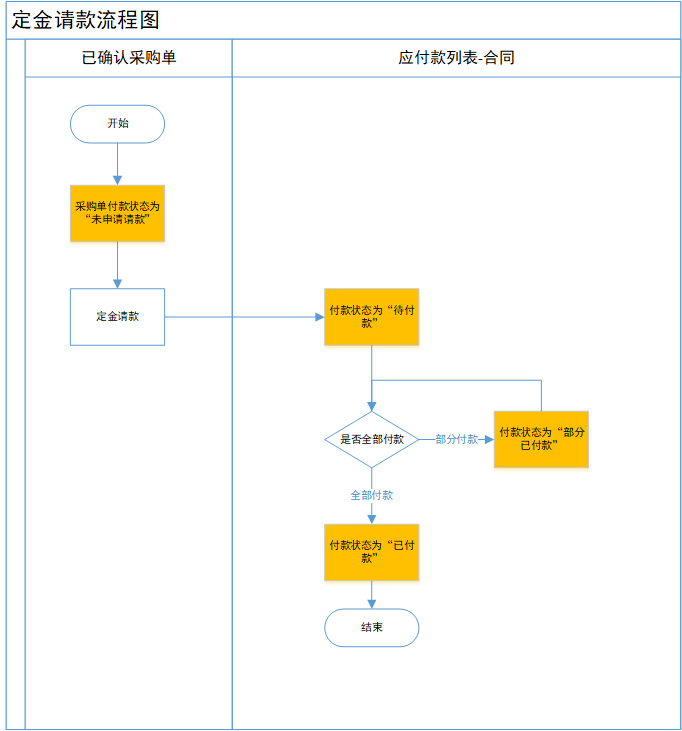 定金请款流程图
已确认采购单
应付款列表-合同
开始
采购单付款状态为
“未申请请款”
定金请款
付款状态为“待付
款”
是否全部付款
部分付款
付款状态为“部分
已付款”
全部付款
付款状态为“已付
款”
结束